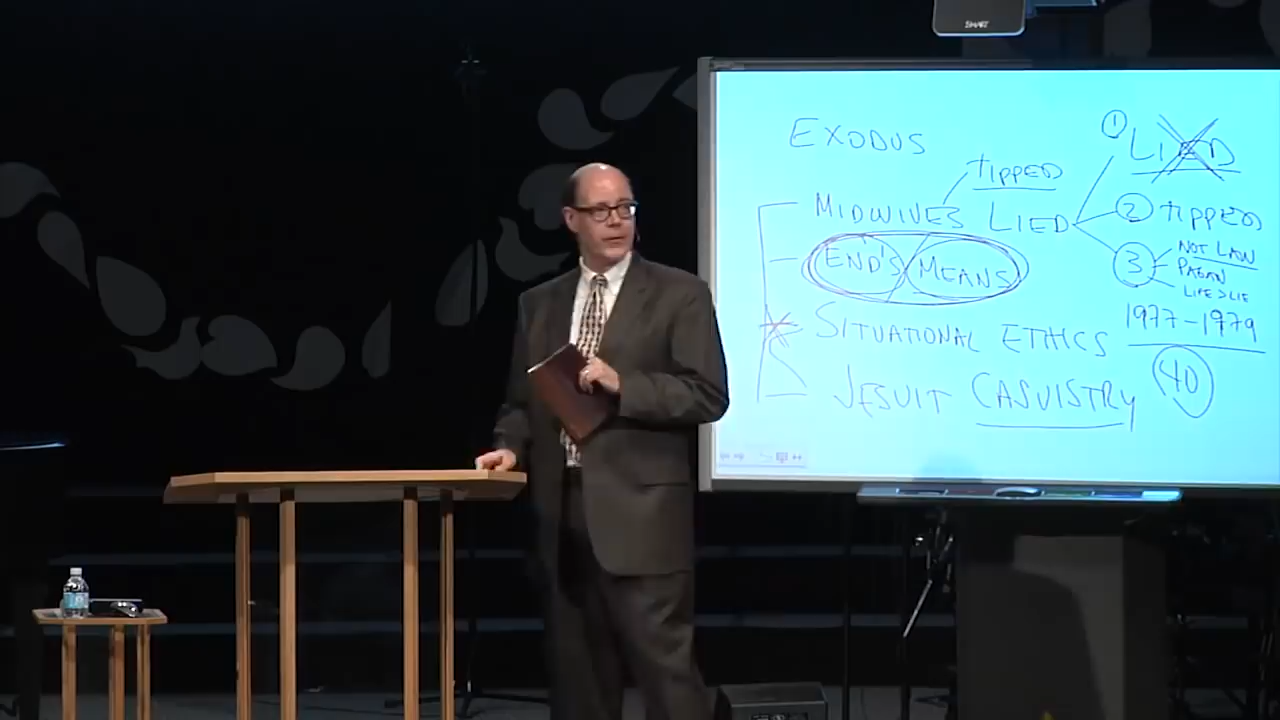 SMART
EXODUS
① LIED
TIPPED
MIDWIVES LIED
② TIPPED
END'S MEANS
③ NOT LAW
PAGAN
LIFE > LIE
1977-1979
SITUATIONAL ETHICS
40
JESUIT CASUISTRY